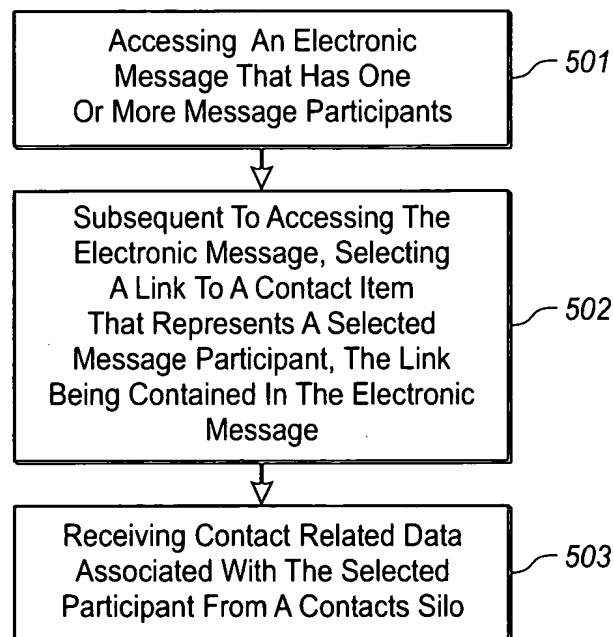 Accessing An Electronic
Message That Has One
Or More Message Participants
501
Subsequent To Accessing The
Electronic Message, Selecting
A Link To A Contact Item
That Represents A Selected
Message Participant, The Link
Being Contained In The Electronic
Message
502
Receiving Contact Related Data
Associated With The Selected
Participant From A Contacts Silo
503